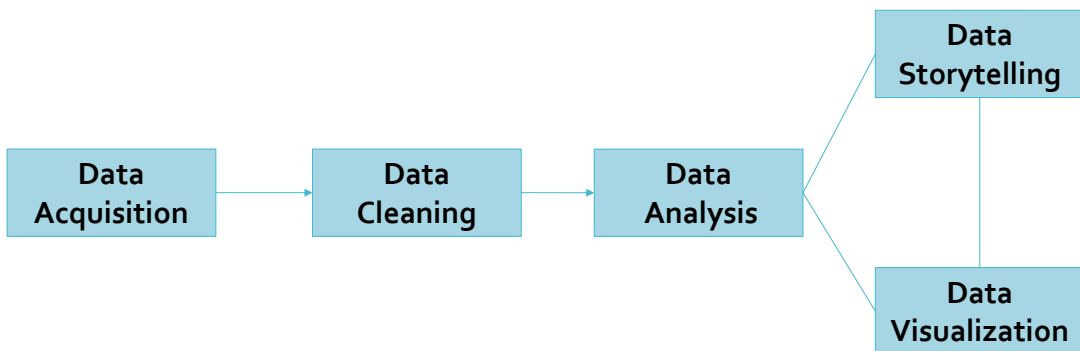 Data
Acquisition
Data
Cleaning
Data
Analysis
Data
Storytelling
Data
Visualization